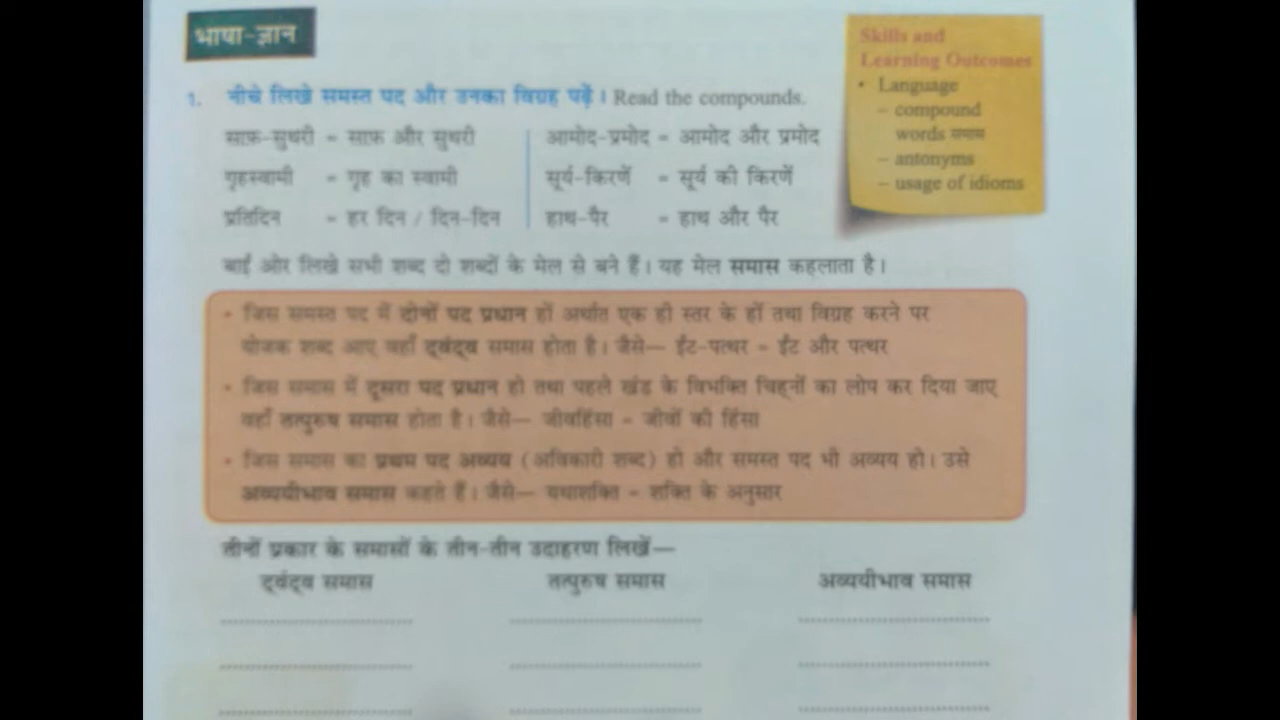 भाषा-ज्ञान
Skills and
Learning Outcomes
• Language
– compound
words समास
– antonyms
– usage of idioms
1. नीचे लिखे समस्त पद और उनका विग्रह पढ़ें। Read the compounds.
साफ़-सुथरी = साफ़ और सुथरी आमोद-प्रमोद = आमोद और प्रमोद
गृहस्वामी = गृह का स्वामी सूर्य-किरणें = सूर्य की किरणें
प्रतिदिन = हर दिन / दिन-दिन हाथ-पैर = हाथ और पैर
बाईं ओर लिखे सभी शब्द दो शब्दों के मेल से बने हैं। यह मेल समास कहलाता है।
• जिस समस्त पद में दोनों पद प्रधान हों अर्थात एक ही स्तर के हों तथा विग्रह करने पर
योजक शब्द आए वहाँ द्वंद्व समास होता है। जैसे— ईंट-पत्थर = ईंट और पत्थर
• जिस समास में दूसरा पद प्रधान हो तथा पहले खंड के विभक्ति चिह्नों का लोप कर दिया जाए
वहाँ तत्पुरुष समास होता है। जैसे— जीवहिंसा = जीवों की हिंसा
• जिस समास का प्रथम पद अव्यय (अविकारी शब्द) हो और समस्त पद भी अव्यय हो। उसे
अव्ययीभाव समास कहते हैं। जैसे— यथाशक्ति = शक्ति के अनुसार
तीनों प्रकार के समासों के तीन-तीन उदाहरण लिखें—
द्वंद्व समास तत्पुरुष समास अव्ययीभाव समास